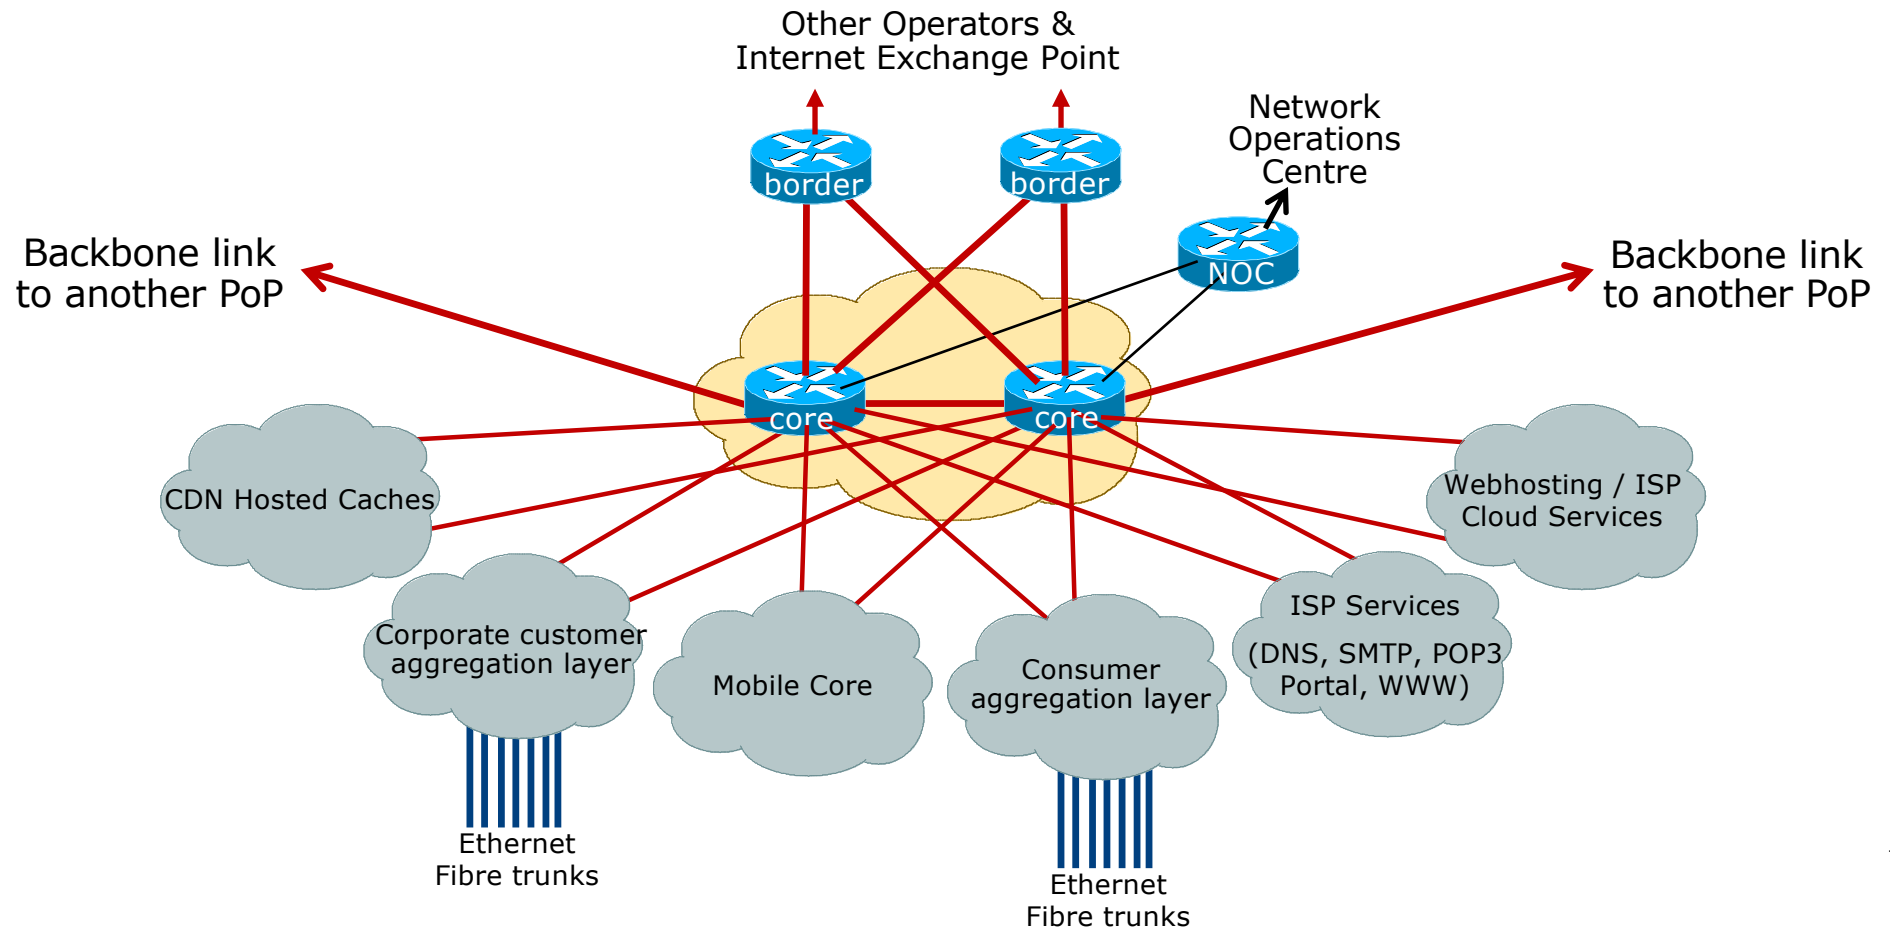 Other Operators &
Internet Exchange Point
Network
Operations
Centre
border
border
NOC
Backbone link
to another PoP
Backbone link
to another PoP
core
core
CDN Hosted Caches
Webhosting / ISP
Cloud Services
Corporate customer
aggregation layer
Mobile Core
Consumer
aggregation layer
ISP Services
(DNS, SMTP, POP3
Portal, WWW)
Ethernet
Fibre trunks
Ethernet
Fibre trunks